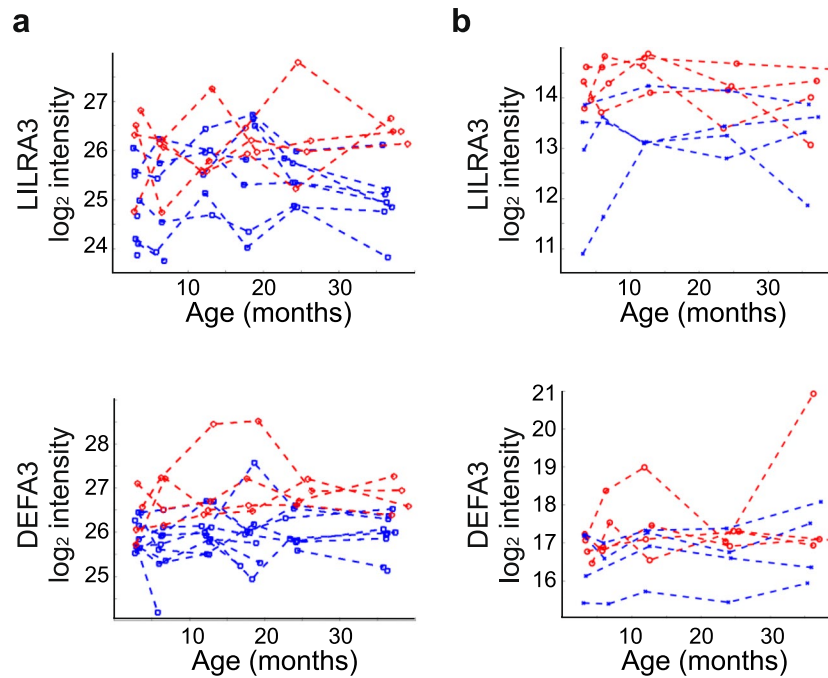 a
b
LILRA3
log₂ intensity
27
26
25
24
10 20 30
Age (months)
LILRA3
log₂ intensity
14
13
12
11
10 20 30
Age (months)
DEFA3
log₂ intensity
28
27
26
25
10 20 30
Age (months)
DEFA3
log₂ intensity
21
20
19
18
17
16
10 20 30
Age (months)